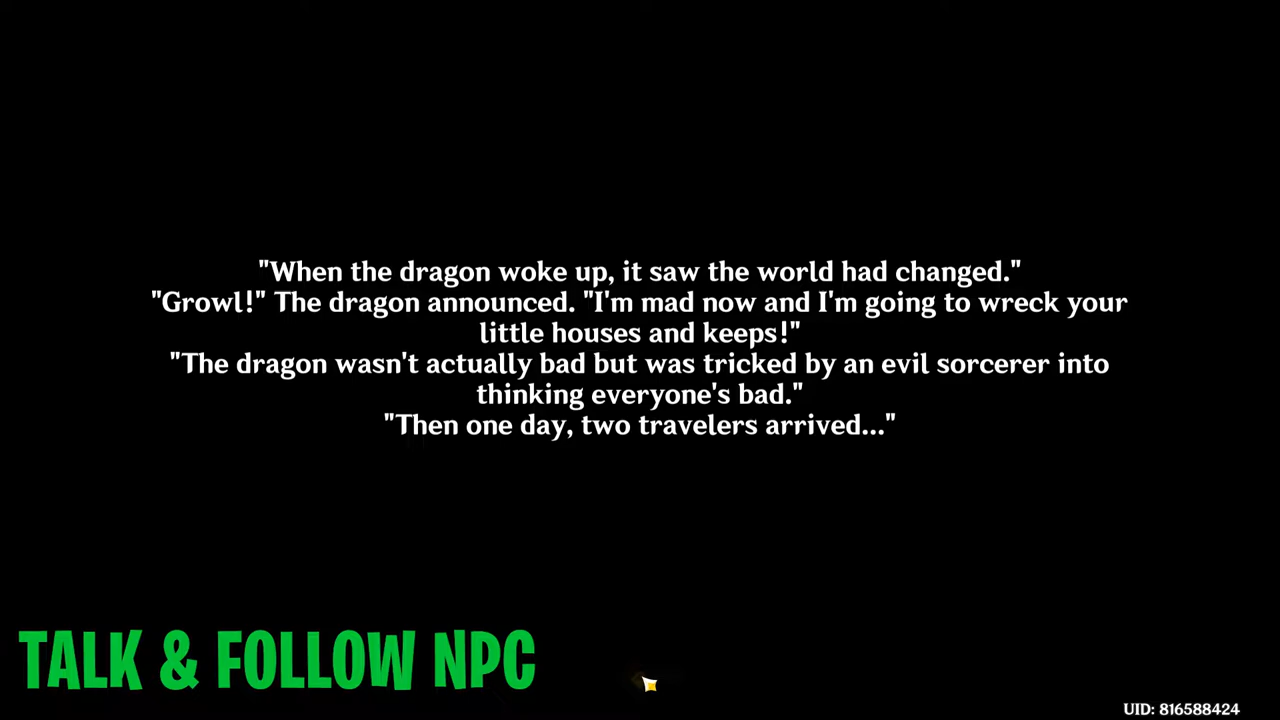 "When the dragon woke up, it saw the world had changed."
"Growl!" The dragon announced. "I'm mad now and I'm going to wreck your
little houses and keeps!"
"The dragon wasn't actually bad but was tricked by an evil sorcerer into
thinking everyone's bad."
"Then one day, two travelers arrived..."
TALK & FOLLOW NPC
UID: 816588424